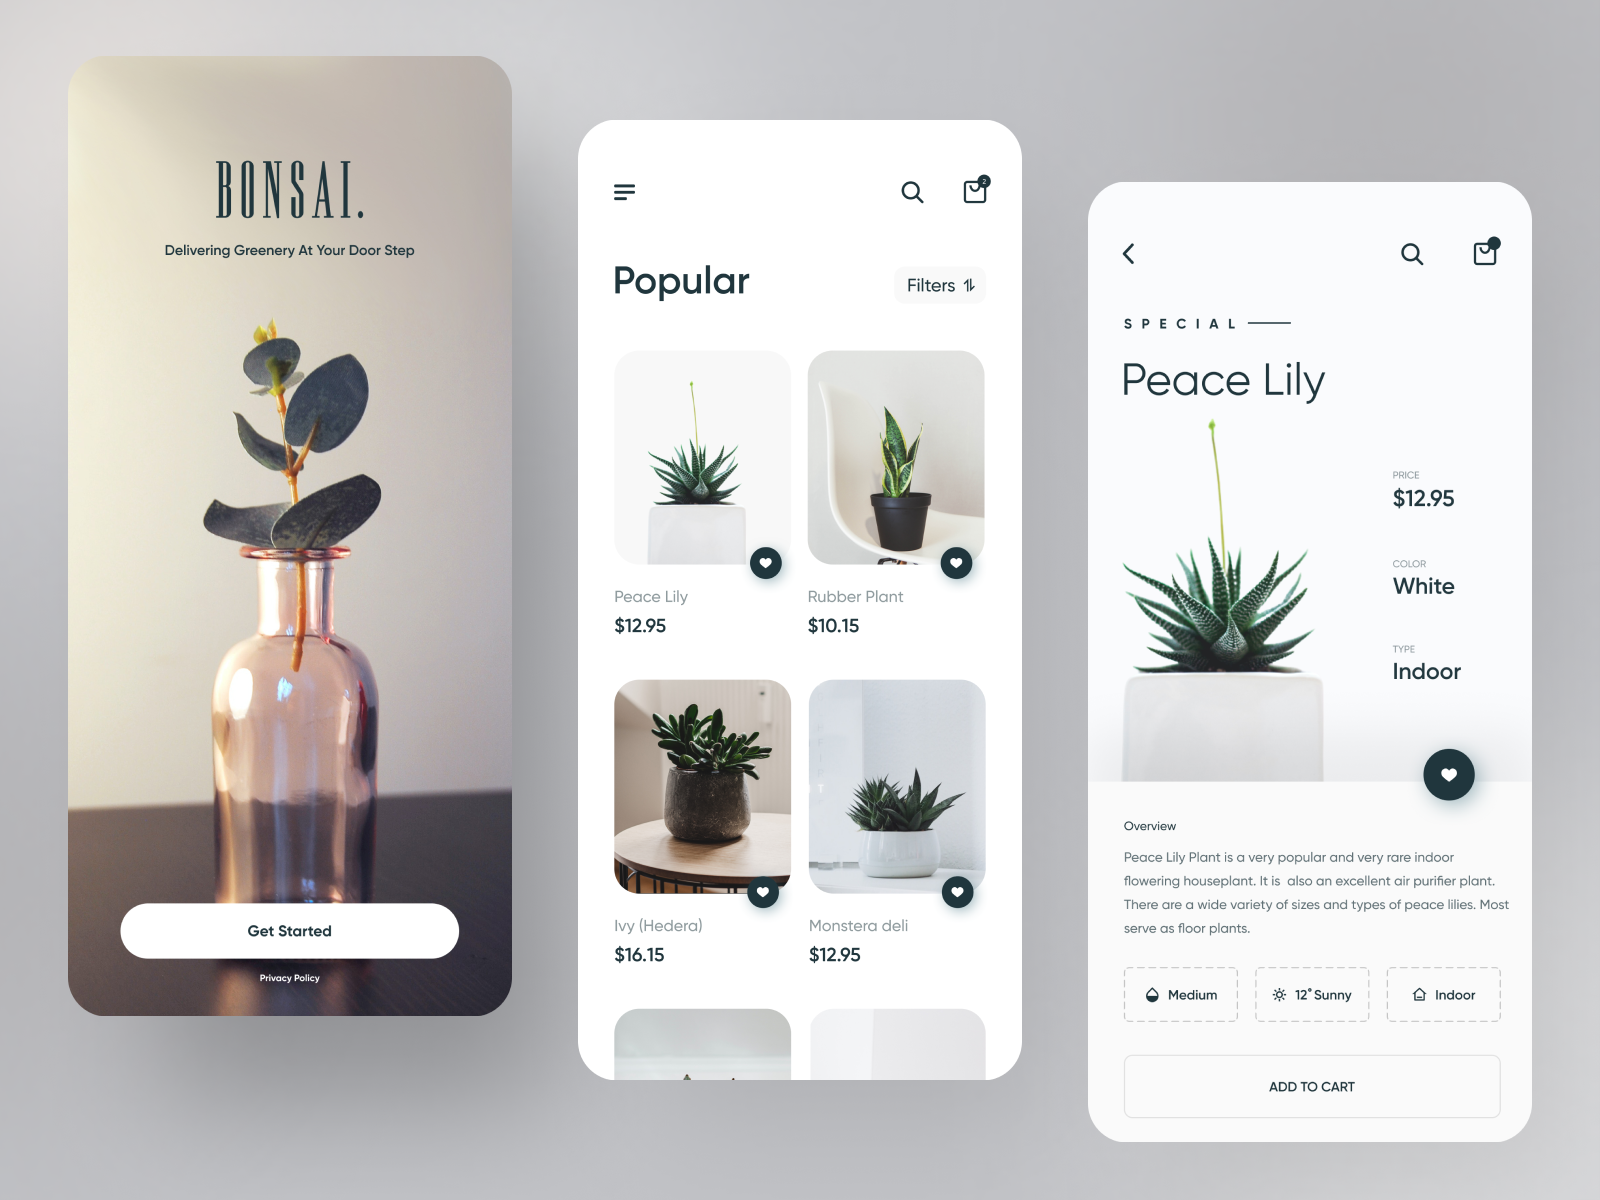 BONSAI.
Delivering Greenery At Your Door Step
Get Started
Privacy Policy
2
Popular
Filters
Peace Lily
$12.95
Rubber Plant
$10.15
Ivy (Hedera)
$16.15
Monstera deli
$12.95
SPECIAL
Peace Lily
PRICE
$12.95
COLOR
White
TYPE
Indoor
Overview
Peace Lily Plant is a very popular and very rare indoor
flowering houseplant. It is  also an excellent air purifier plant.
There are a wide variety of sizes and types of peace lilies. Most
serve as floor plants.
Medium
12° Sunny
Indoor
ADD TO CART